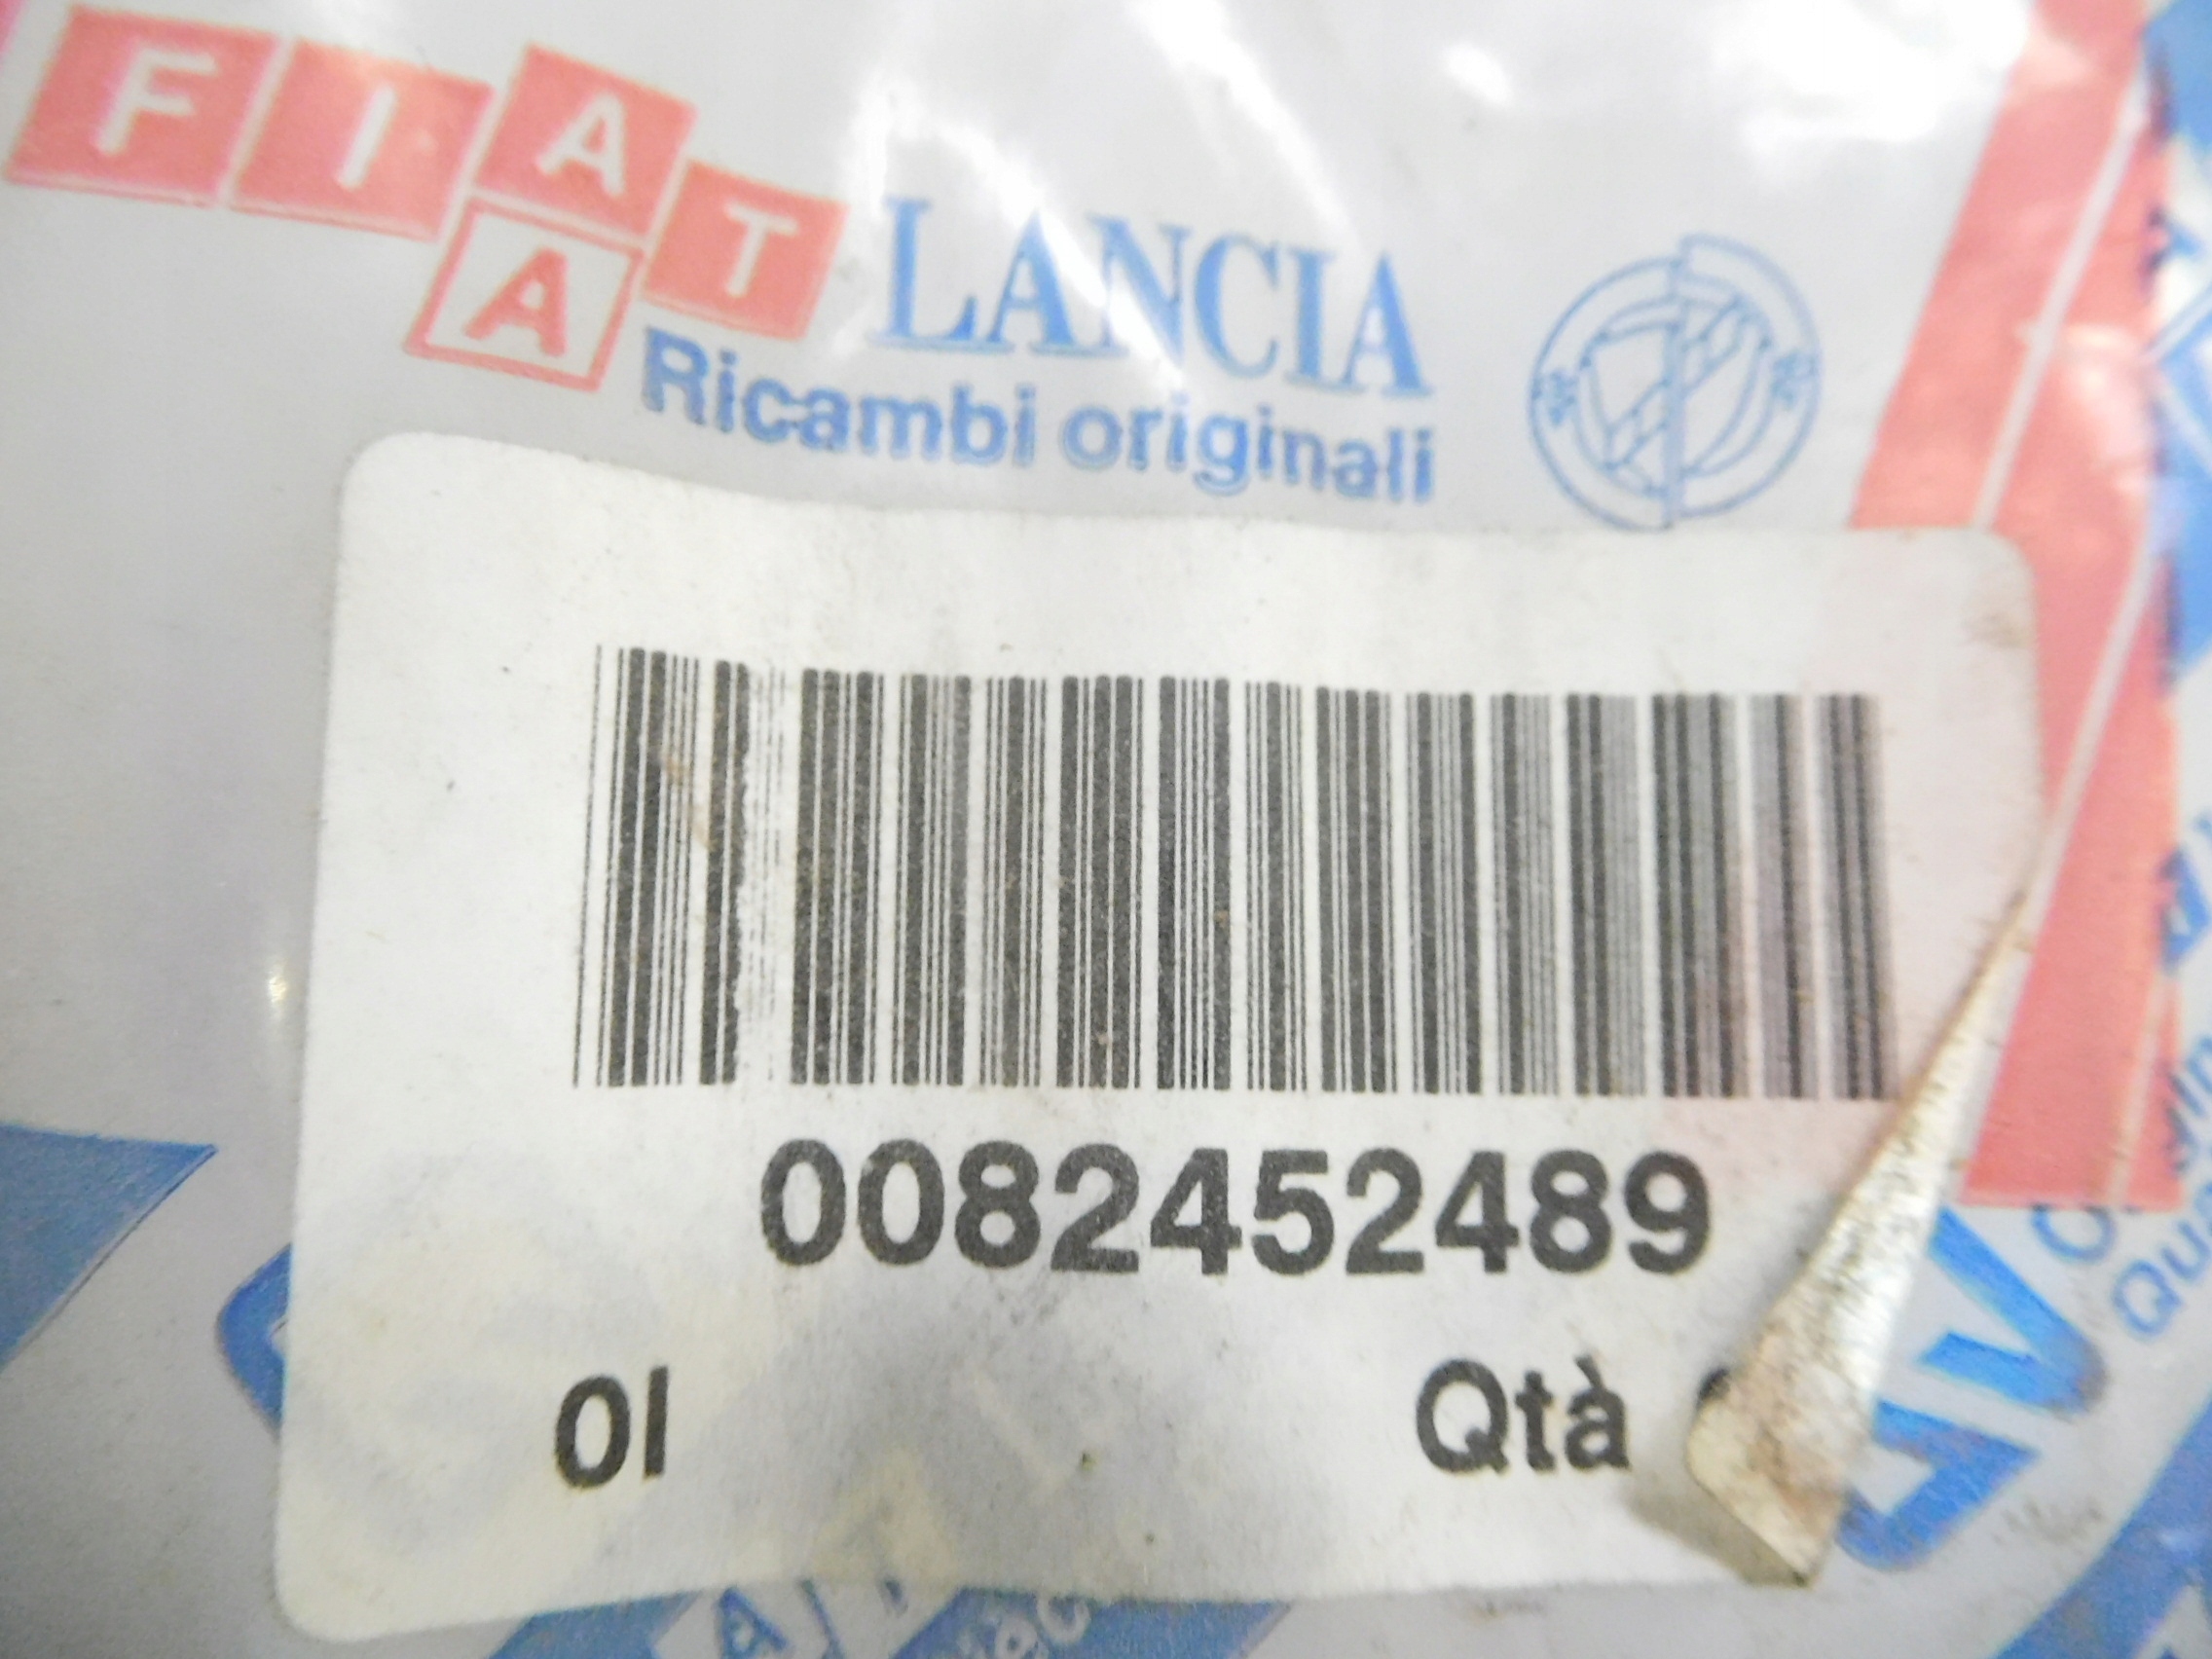 FIAT
A
LANCIA
Ricambi originali
0082452489
01
Qtà